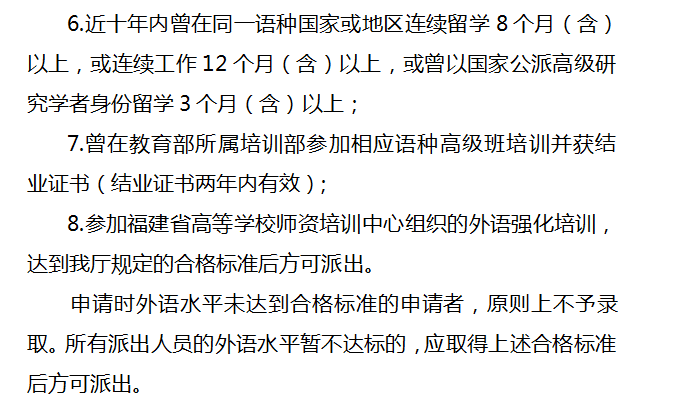 6.近十年内曾在同一语种国家或地区连续留学 8 个月（含）
以上，或连续工作 12 个月（含）以上，或曾以国家公派高级研
究学者身份留学 3 个月（含）以上；
7.曾在教育部所属培训部参加相应语种高级班培训并获结
业证书（结业证书两年内有效）；
8.参加福建省高等学校师资培训中心组织的外语强化培训，
达到我厅规定的合格标准后方可派出。
申请时外语水平未达到合格标准的申请者，原则上不予录
取。所有派出人员的外语水平暂不达标的，应取得上述合格标准
后方可派出。